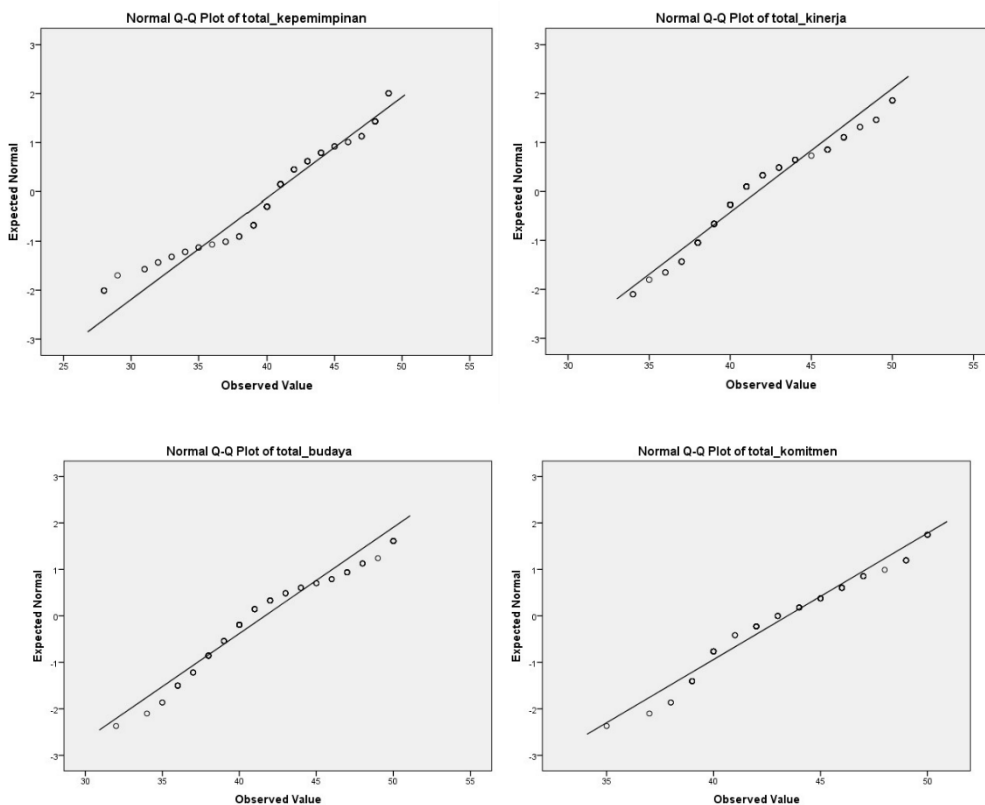 Normal Q-Q Plot of total_kepemimpinan
3
2
1
0
-1
-2
-3
Expected Normal
25 30 35 40 45 50 55
Observed Value
Normal Q-Q Plot of total_kinerja
3
2
1
0
-1
-2
-3
Expected Normal
30 35 40 45 50 55
Observed Value
Normal Q-Q Plot of total_budaya
3
2
1
0
-1
-2
-3
Expected Normal
30 35 40 45 50 55
Observed Value
Normal Q-Q Plot of total_komitmen
3
2
1
0
-1
-2
-3
Expected Normal
35 40 45 50
Observed Value